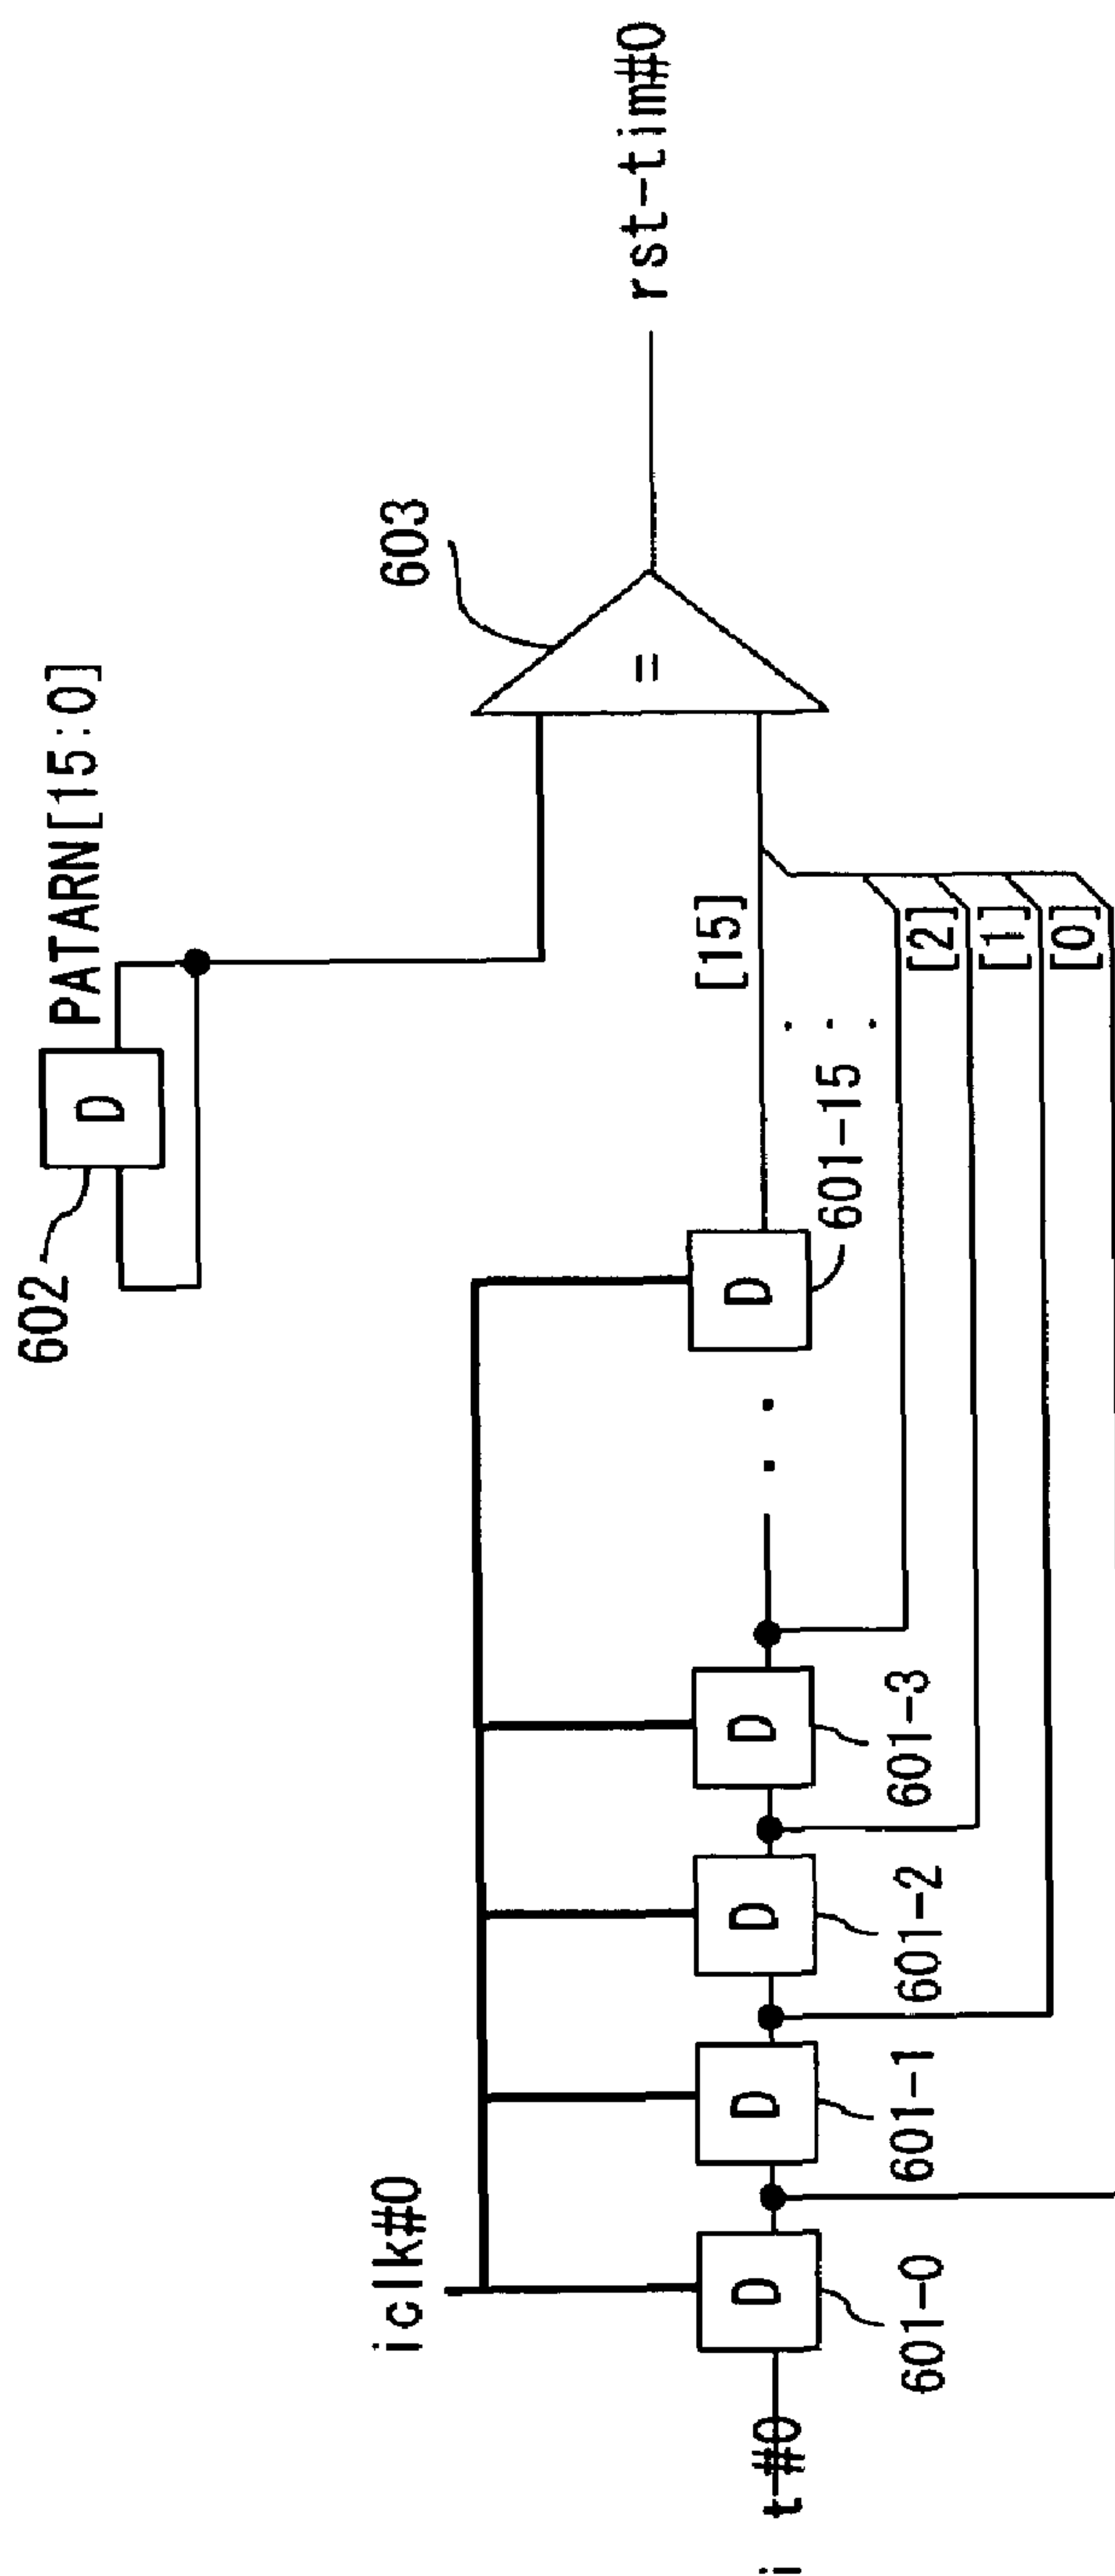 602
D
PATARN[15:0]
iclk#0
603
=
rst-tim#0
D
D
D
D
D
[15]
601-0
601-1
601-2
601-3
601-15
[2]
[1]
[0]